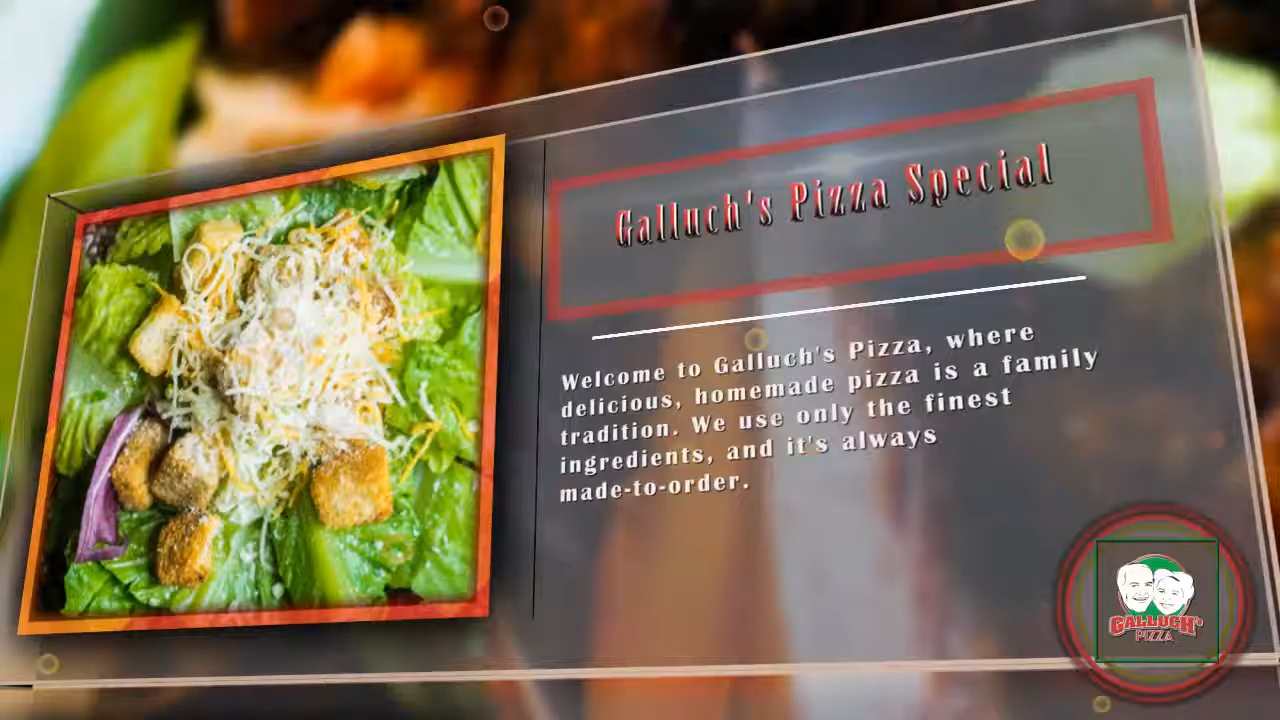 Galluch's Pizza Special
Welcome to Galluch's Pizza, where
delicious, homemade pizza is a family
tradition. We use only the finest
ingredients, and it's always
made-to-order.
GALLUCH'S
PIZZA